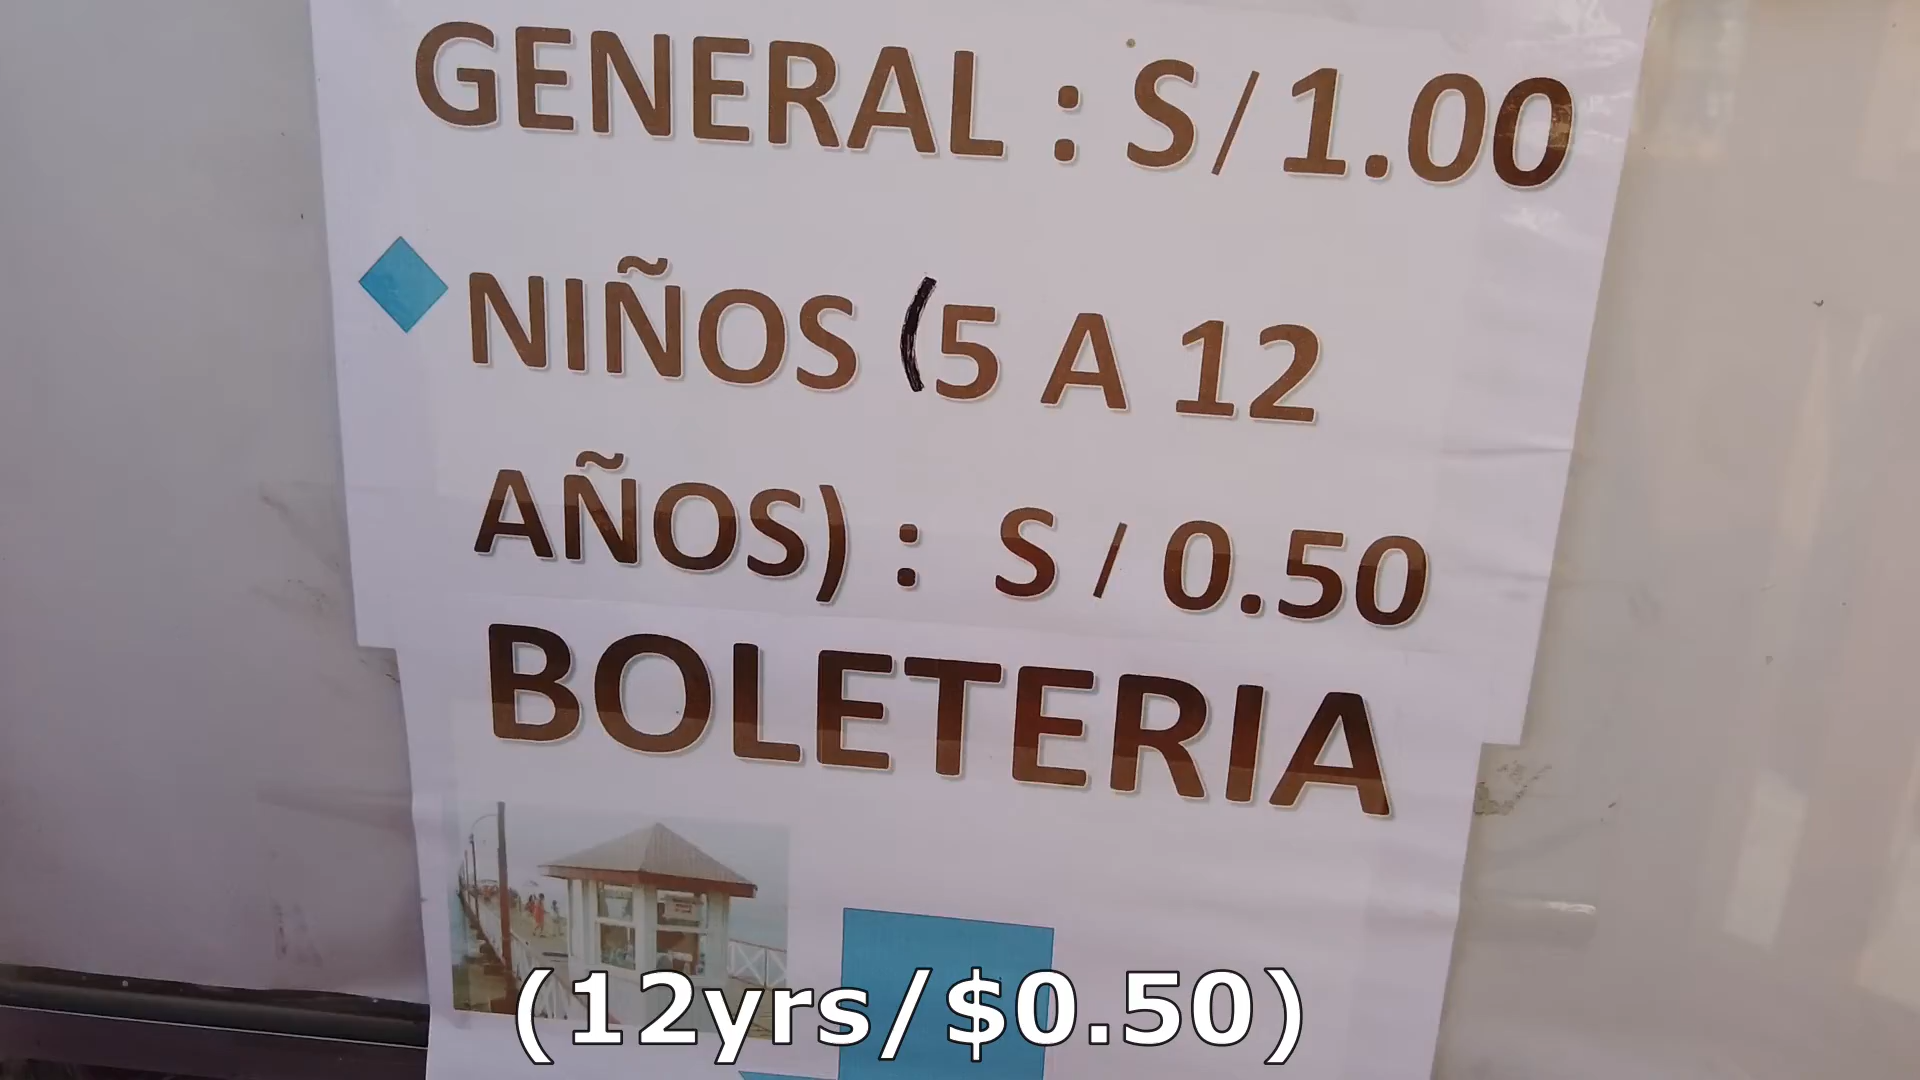 GENERAL : S/1.00
NIÑOS (5 A 12
AÑOS) : S/0.50
BOLETERIA
(12yrs/$0.50)